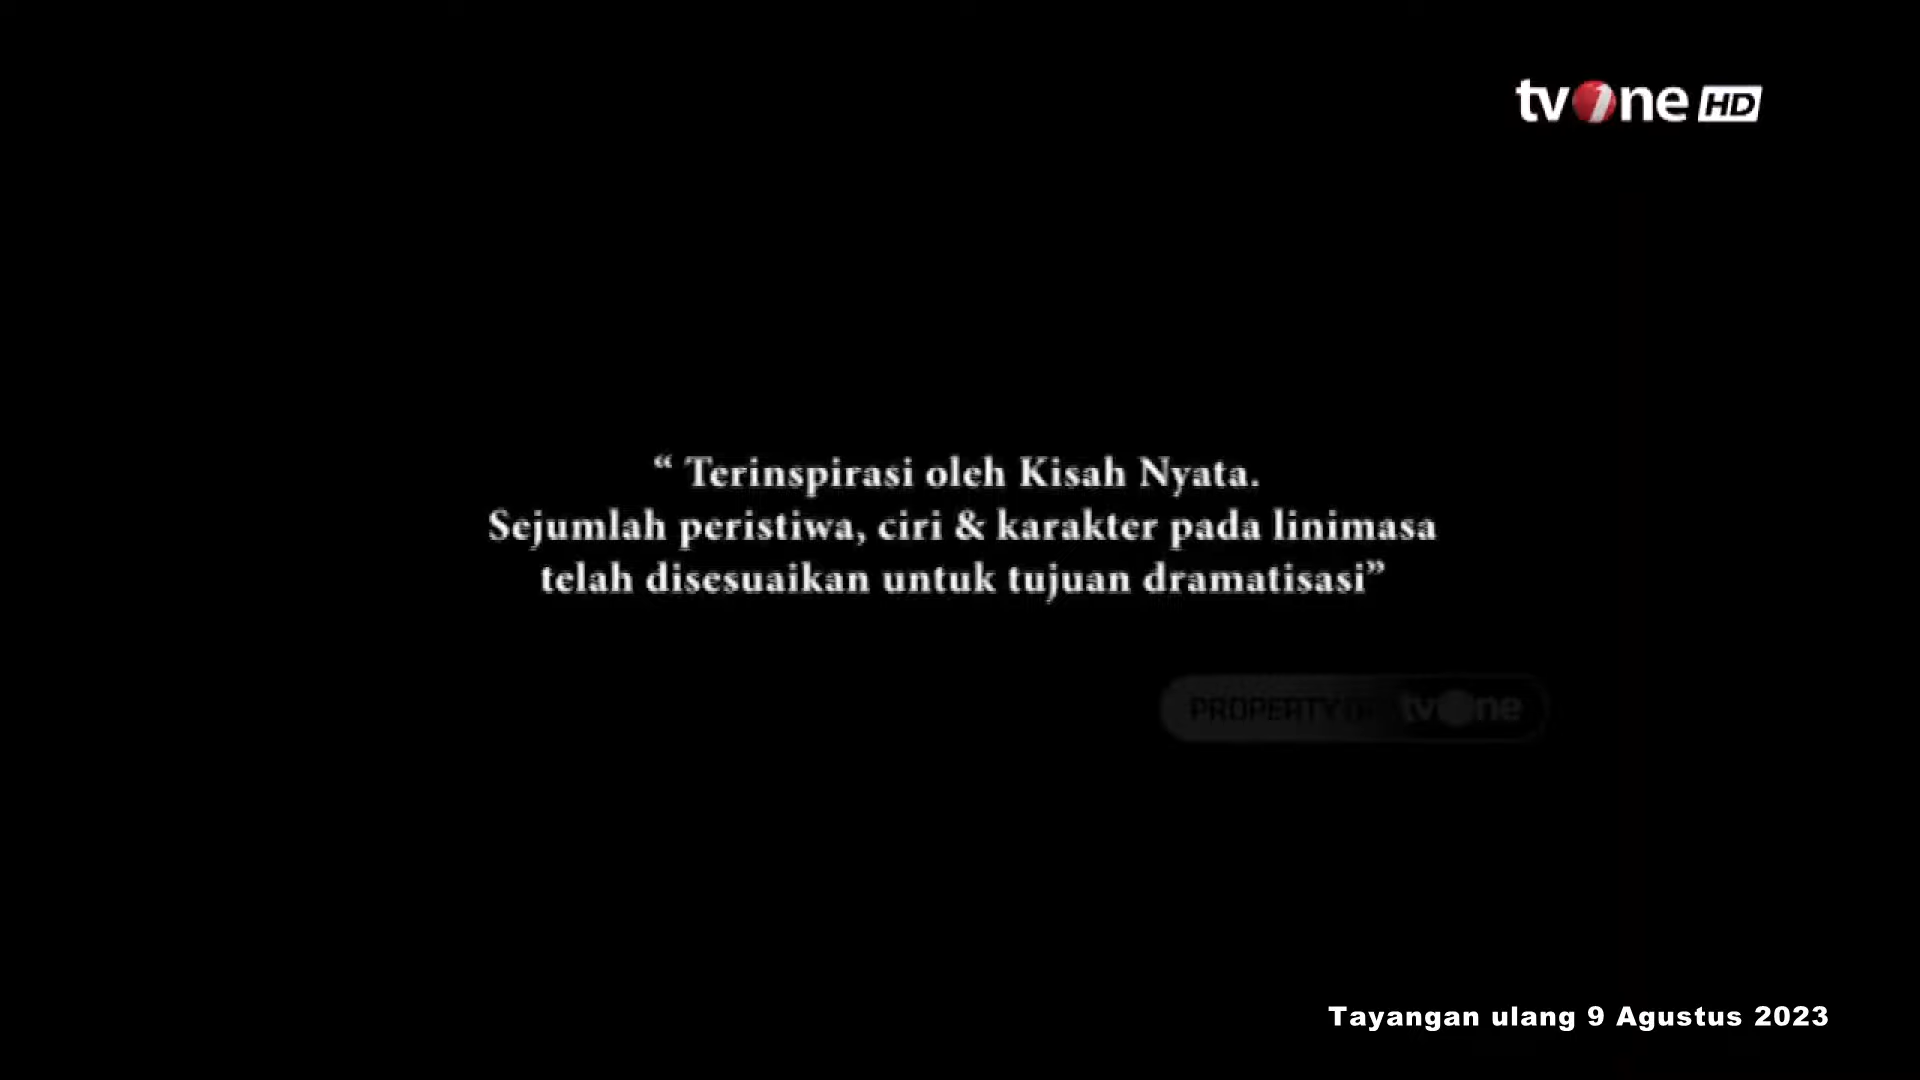 tvOne HD
“ Terinspirasi oleh Kisah Nyata.
Sejumlah peristiwa, ciri & karakter pada linimasa
telah disesuaikan untuk tujuan dramatisasi”
PROPERTY tvOne
Tayangan ulang 9 Agustus 2023